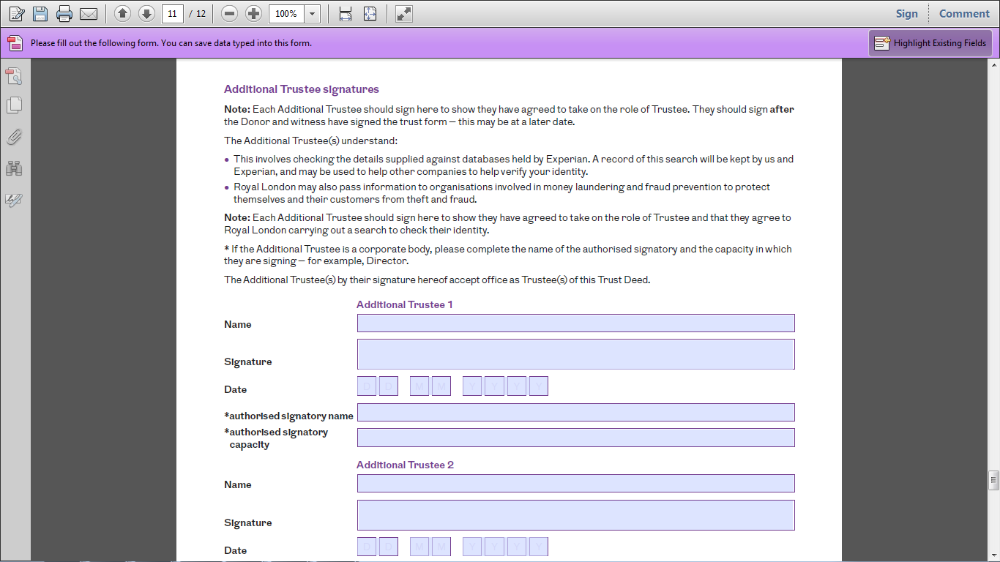 11 / 12 100% Sign Comment
Please fill out the following form. You can save data typed into this form. Highlight Existing Fields
Additional Trustee signatures
Note: Each Additional Trustee should sign here to show they have agreed to take on the role of Trustee. They should sign after
the Donor and witness have signed the trust form – this may be at a later date.
The Additional Trustee(s) understand:
• This involves checking the details supplied against databases held by Experian. A record of this search will be kept by us and
Experian, and may be used to help other companies to help verify your identity.
• Royal London may also pass information to organisations involved in money laundering and fraud prevention to protect
themselves and their customers from theft and fraud.
Note: Each Additional Trustee should sign here to show they have agreed to take on the role of Trustee and that they agree to
Royal London carrying out a search to check their identity.
* If the Additional Trustee is a corporate body, please complete the name of the authorised signatory and the capacity in which
they are signing – for example, Director.
The Additional Trustee(s) by their signature hereof accept office as Trustee(s) of this Trust Deed.
Additional Trustee 1
Name
Signature
Date D D M M Y Y Y Y
*authorised signatory name
*authorised signatory
capacity
Additional Trustee 2
Name
Signature
Date D D M M Y Y Y Y